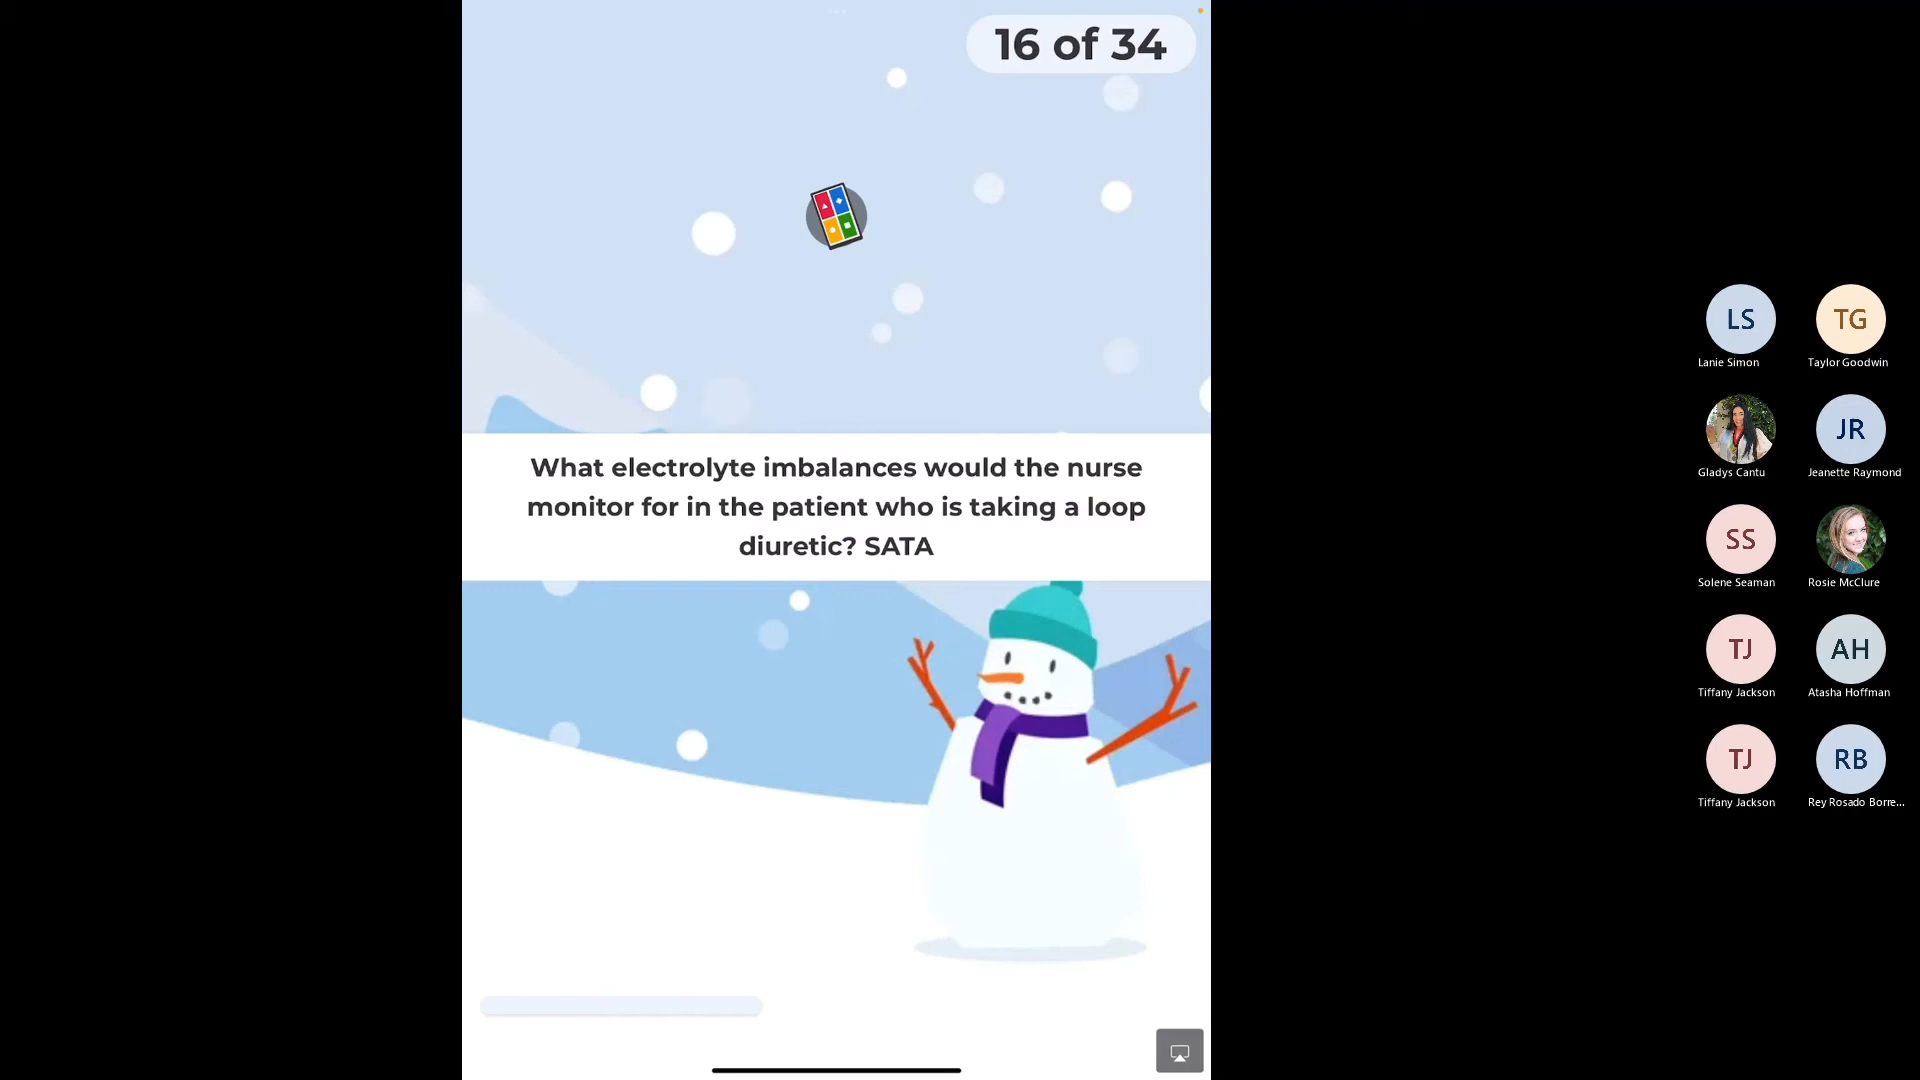 16 of 34
What electrolyte imbalances would the nurse
monitor for in the patient who is taking a loop
diuretic? SATA
LS
TG
Lanie Simon
Taylor Goodwin
JR
Gladys Cantu
Jeanette Raymond
SS
Solene Seaman
Rosie McClure
TJ
AH
Tiffany Jackson
Atasha Hoffman
TJ
RB
Tiffany Jackson
Rey Rosado Borre...